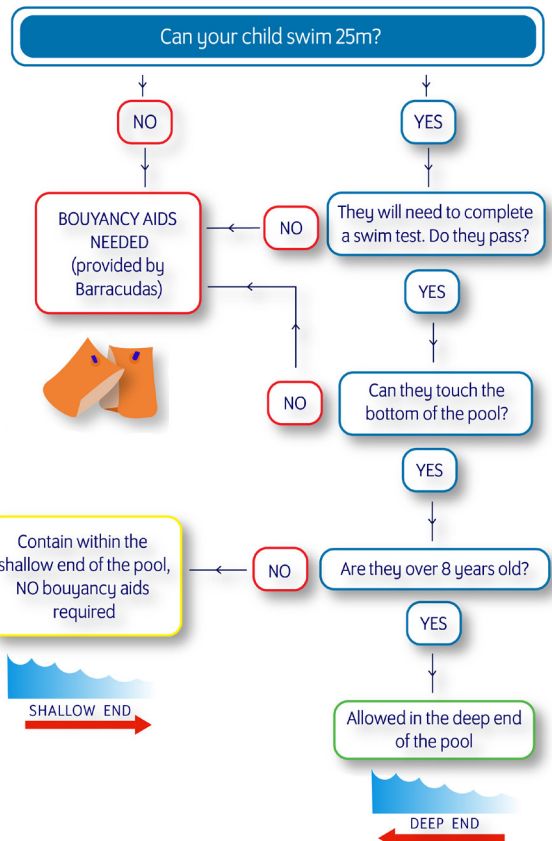 Can your child swim 25m?
NO
YES
BOUYANCY AIDS
NEEDED
(provided by
Barracudas)
NO
They will need to complete
a swim test. Do they pass?
YES
NO
Can they touch the
bottom of the pool?
YES
Contain within the
shallow end of the pool,
NO bouyancy aids
required
NO
Are they over 8 years old?
YES
SHALLOW END
Allowed in the deep end
of the pool
DEEP END